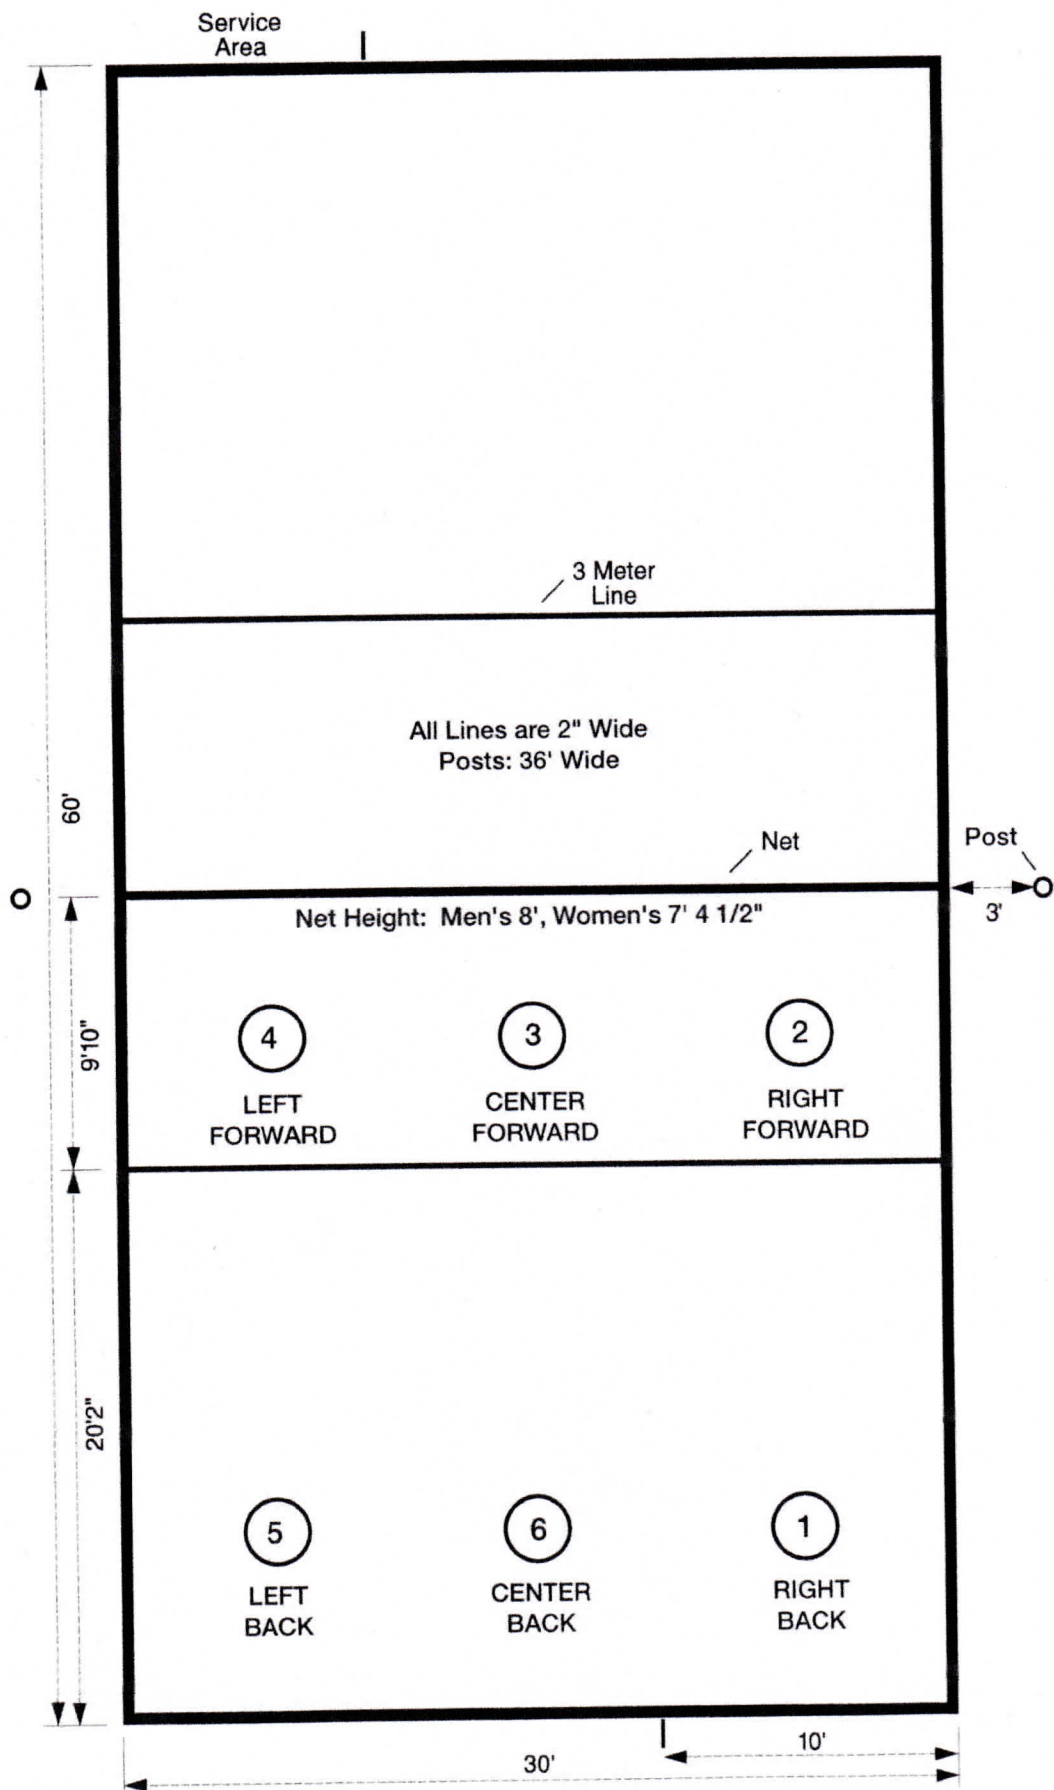 Service
Area
3 Meter
Line
All Lines are 2" Wide
Posts: 36' Wide
60'
Net
Post
3'
Net Height: Men's 8', Women's 7' 4 1/2"
9'10"
4
3
2
LEFT
FORWARD
CENTER
FORWARD
RIGHT
FORWARD
20'2"
5
6
1
LEFT
BACK
CENTER
BACK
RIGHT
BACK
10'
30'